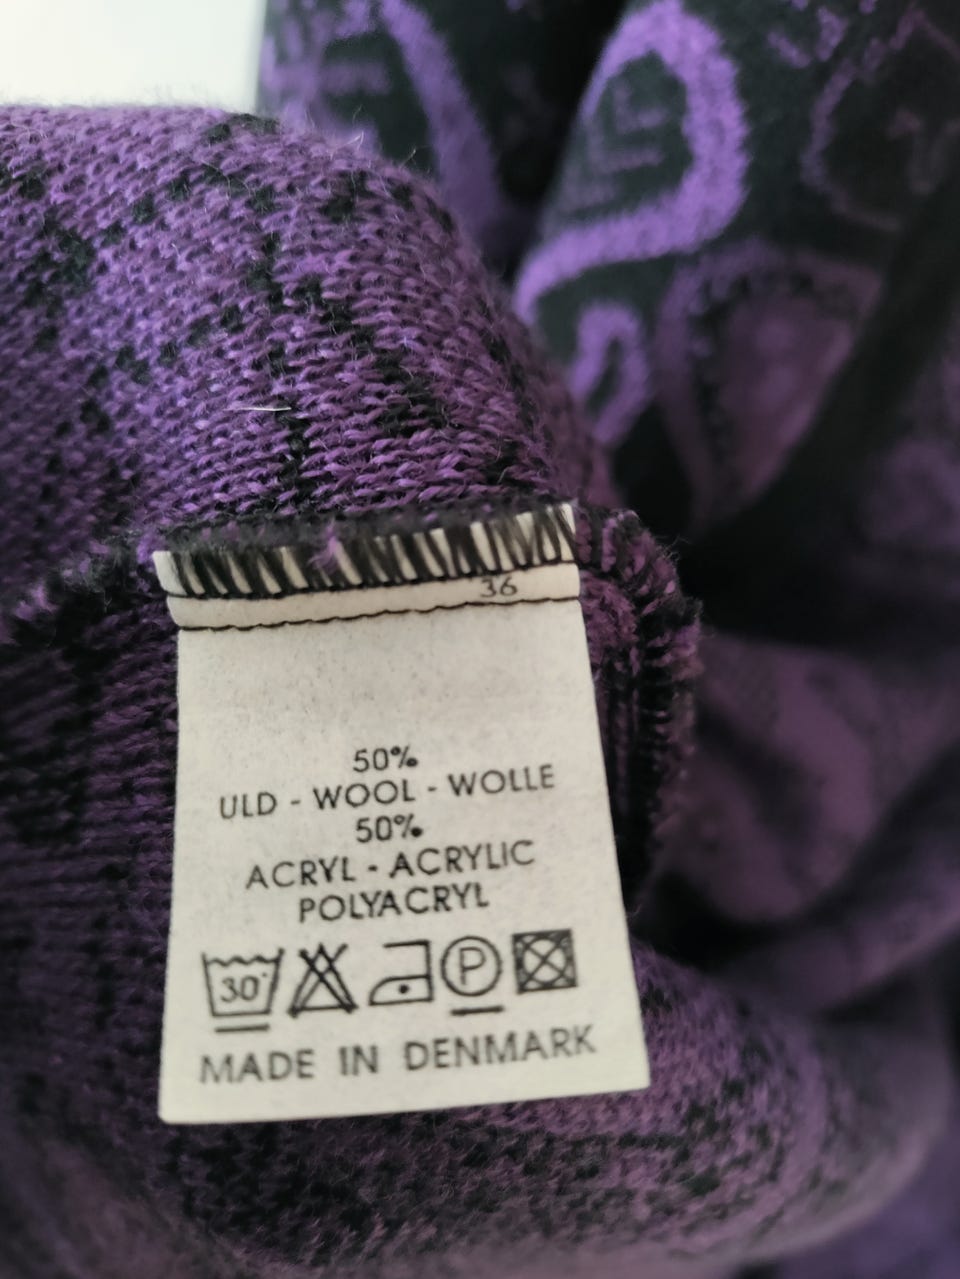 36
50%
ULD - WOOL - WOLLE
50%
ACRYL - ACRYLIC
POLYACRYL
30° P
MADE IN DENMARK